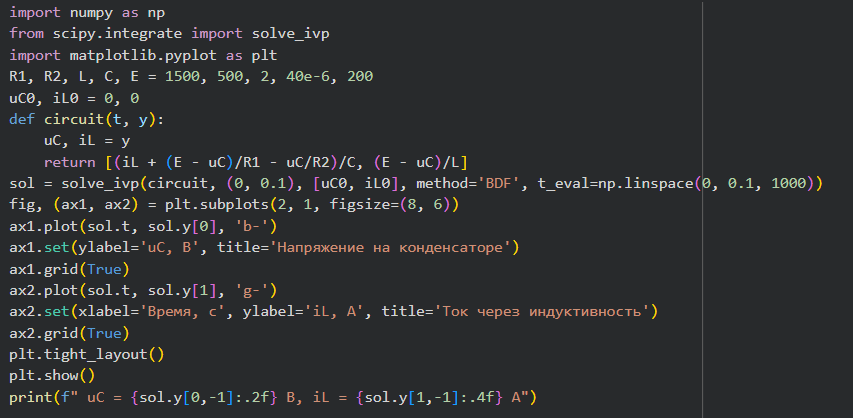 import numpy as np
from scipy.integrate import solve_ivp
import matplotlib.pyplot as plt
R1, R2, L, C, E = 1500, 500, 2, 40e-6, 200
uC0, iL0 = 0, 0
def circuit(t, y):
    uC, iL = y
    return [(iL + (E - uC)/R1 - uC/R2)/C, (E - uC)/L]
sol = solve_ivp(circuit, (0, 0.1), [uC0, iL0], method='BDF', t_eval=np.linspace(0, 0.1, 1000))
fig, (ax1, ax2) = plt.subplots(2, 1, figsize=(8, 6))
ax1.plot(sol.t, sol.y[0], 'b-')
ax1.set(ylabel='uC, В', title='Напряжение на конденсаторе')
ax1.grid(True)
ax2.plot(sol.t, sol.y[1], 'g-')
ax2.set(xlabel='Время, с', ylabel='iL, А', title='Ток через индуктивность')
ax2.grid(True)
plt.tight_layout()
plt.show()
print(f" uC = {sol.y[0,-1]:.2f} В, iL = {sol.y[1,-1]:.4f} А")